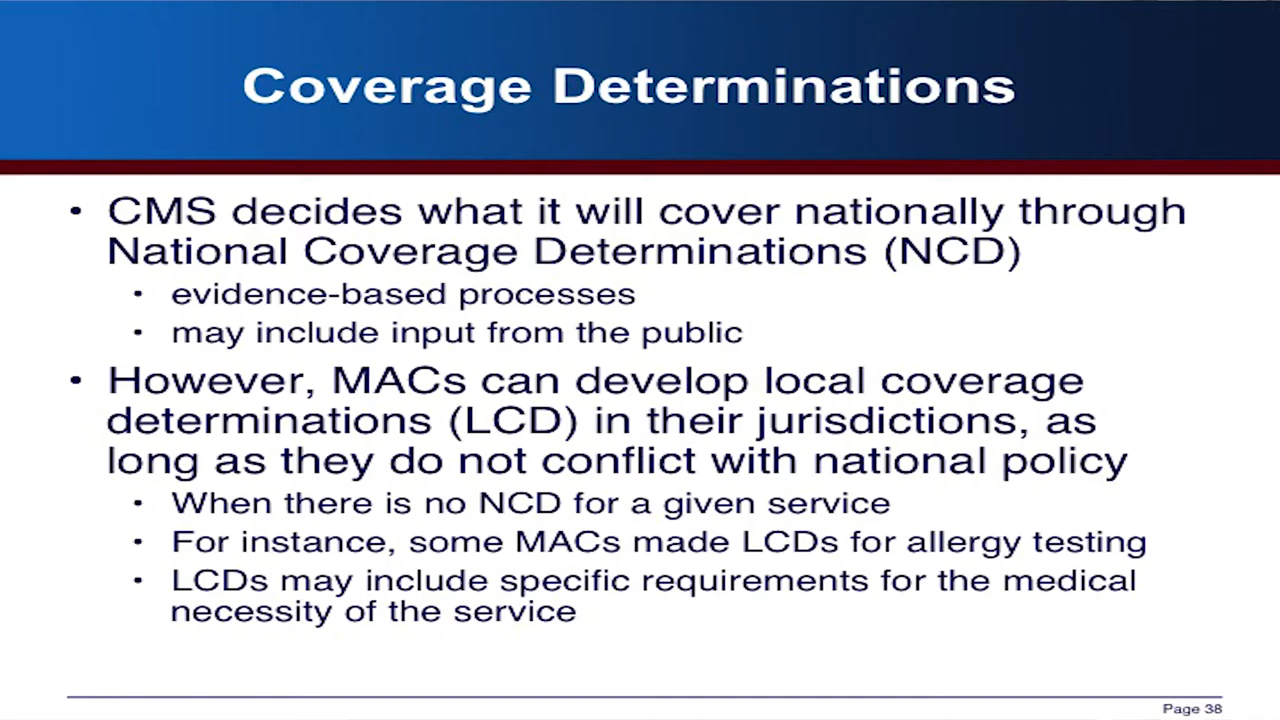 Coverage Determinations
• CMS decides what it will cover nationally through
National Coverage Determinations (NCD)
• evidence-based processes
• may include input from the public
• However, MACs can develop local coverage
determinations (LCD) in their jurisdictions, as
long as they do not conflict with national policy
• When there is no NCD for a given service
• For instance, some MACs made LCDs for allergy testing
• LCDs may include specific requirements for the medical
necessity of the service
Page 38